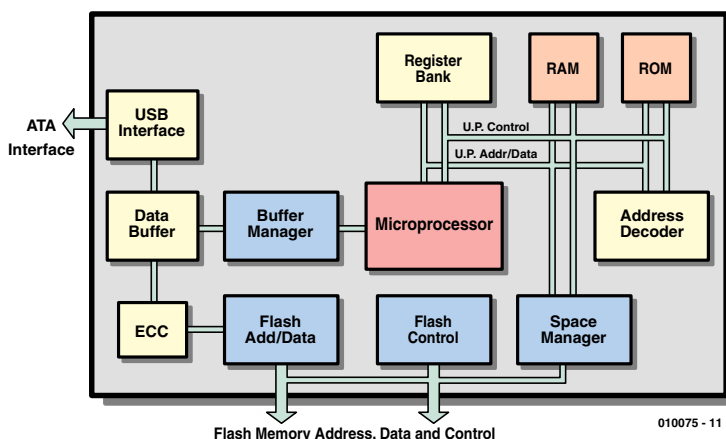 Register
Bank
RAM
ROM
USB
Interface
ATA
Interface
U.P. Control
U.P. Addr/Data
Data
Buffer
Buffer
Manager
Microprocessor
Address
Decoder
ECC
Flash
Add/Data
Flash
Control
Space
Manager
Flash Memory Address, Data and Control
010075 - 11